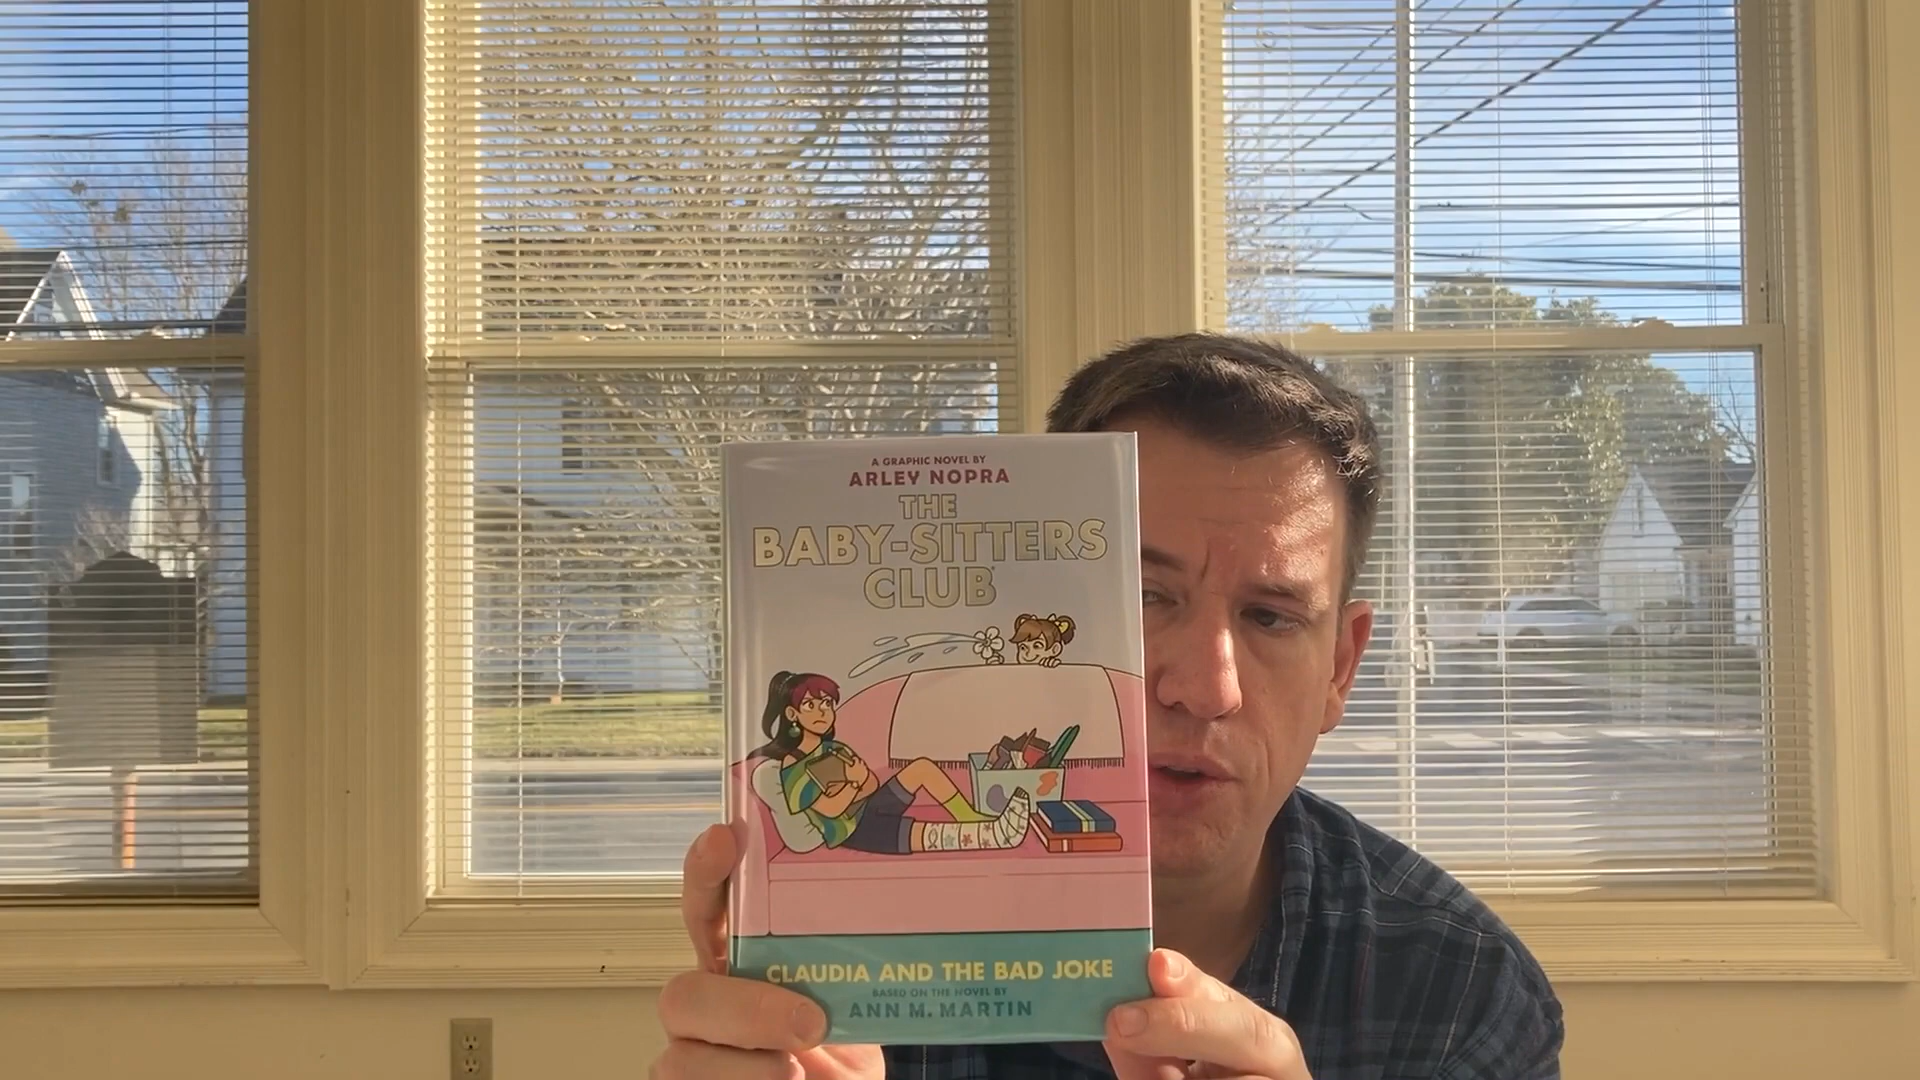 A GRAPHIC NOVEL BY
ARLEY NOPRA
THE
BABY-SITTERS
CLUB
CLAUDIA AND THE BAD JOKE
BASED ON THE NOVEL BY
ANN M. MARTIN